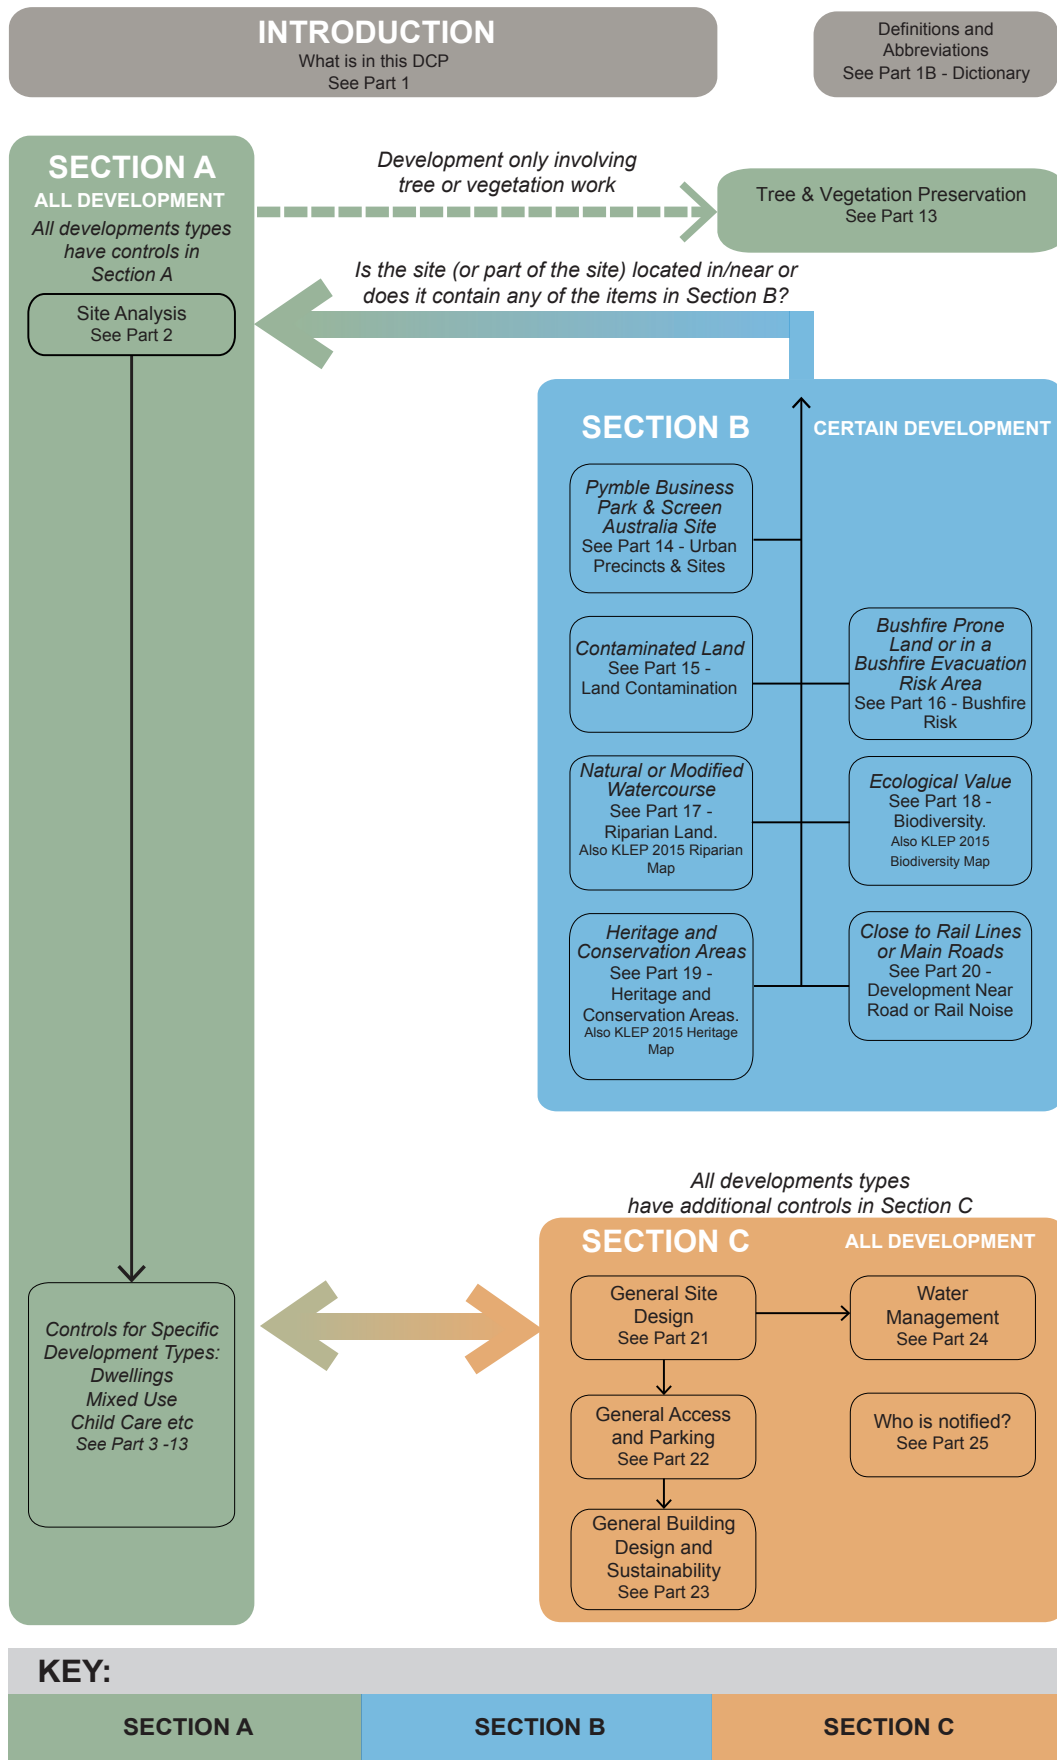 INTRODUCTION
What is in this DCP
See Part 1
Definitions and
Abbreviations
See Part 1B - Dictionary
SECTION A
ALL DEVELOPMENT
All developments types
have controls in
Section A
Site Analysis
See Part 2
Development only involving
tree or vegetation work
Tree & Vegetation Preservation
See Part 13
Is the site (or part of the site) located in/near or
does it contain any of the items in Section B?
SECTION B
CERTAIN DEVELOPMENT
Pymble Business
Park & Screen
Australia Site
See Part 14 - Urban
Precincts & Sites
Contaminated Land
See Part 15 -
Land Contamination
Bushfire Prone
Land or in a
Bushfire Evacuation
Risk Area
See Part 16 - Bushfire
Risk
Natural or Modified
Watercourse
See Part 17 -
Riparian Land.
Also KLEP 2015 Riparian
Map
Ecological Value
See Part 18 -
Biodiversity.
Also KLEP 2015
Biodiversity Map
Heritage and
Conservation Areas
See Part 19 -
Heritage and
Conservation Areas.
Also KLEP 2015 Heritage
Map
Close to Rail Lines
or Main Roads
See Part 20 -
Development Near
Road or Rail Noise
All developments types
have additional controls in Section C
SECTION C
ALL DEVELOPMENT
Controls for Specific
Development Types:
Dwellings
Mixed Use
Child Care etc
See Part 3 -13
General Site
Design
See Part 21
Water
Management
See Part 24
General Access
and Parking
See Part 22
Who is notified?
See Part 25
General Building
Design and
Sustainability
See Part 23
KEY:
SECTION A
SECTION B
SECTION C